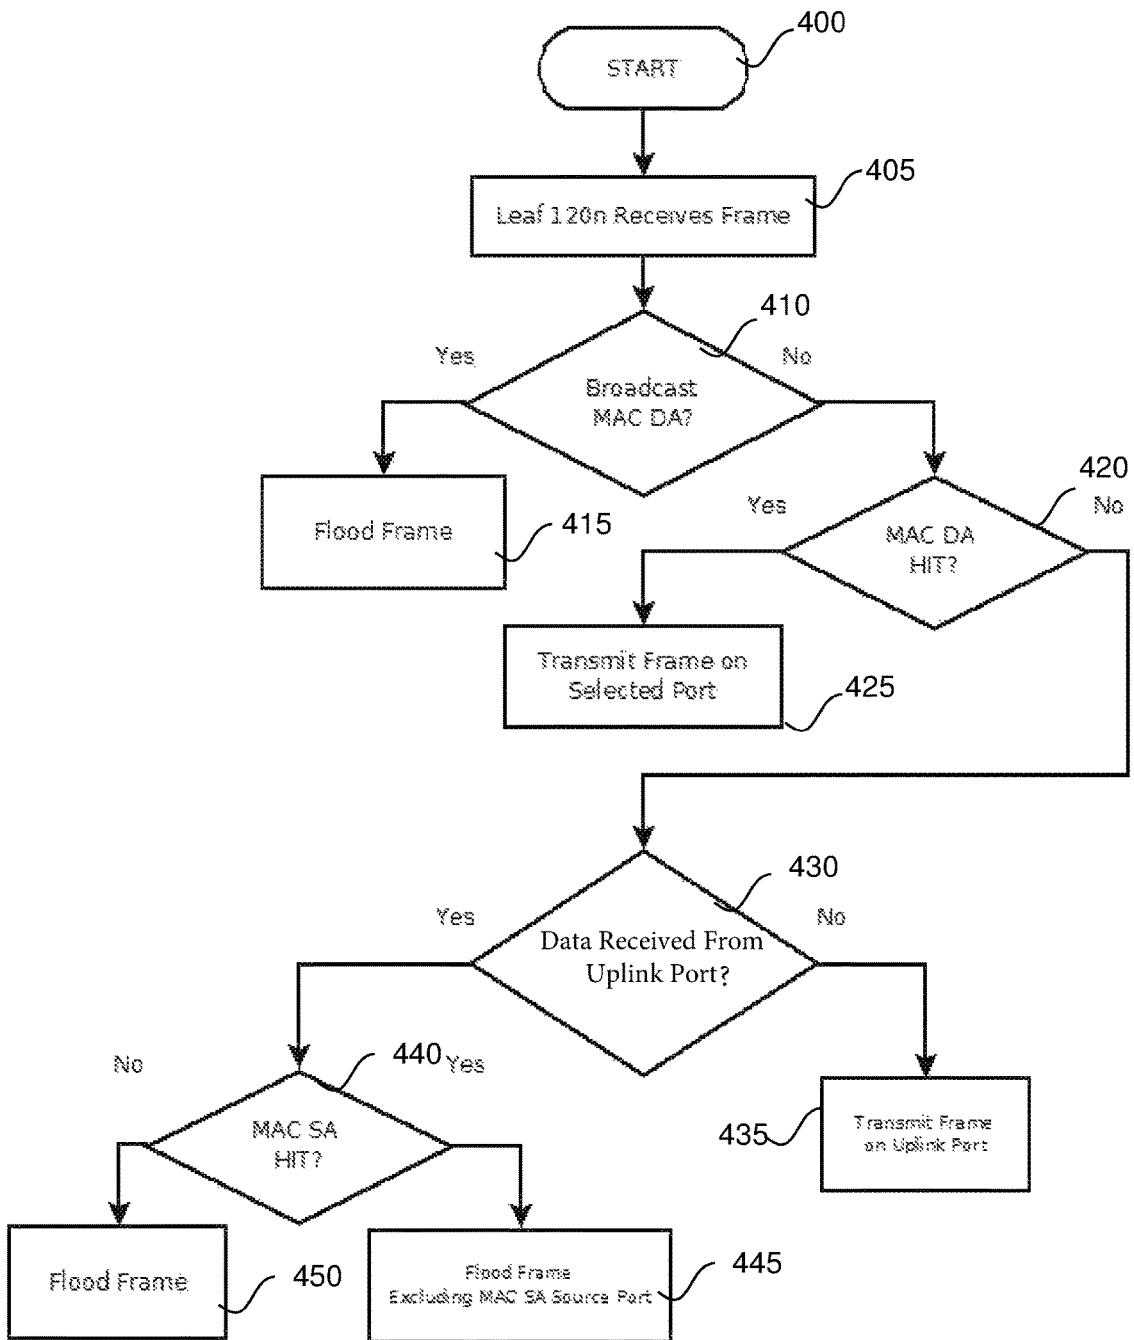 400
START
405
Leaf 120n Receives Frame
410
Yes
No
Broadcast
MAC DA?
420
Yes
No
Flood Frame
415
MAC DA
HIT?
Transmit Frame on
Selected Port
425
430
Yes
No
Data Received From
Uplink Port?
No
440
Yes
MAC SA
HIT?
435
Transmit Frame
on Uplink Port
Flood Frame
450
Flood Frame
Excluding MAC SA Source Port
445